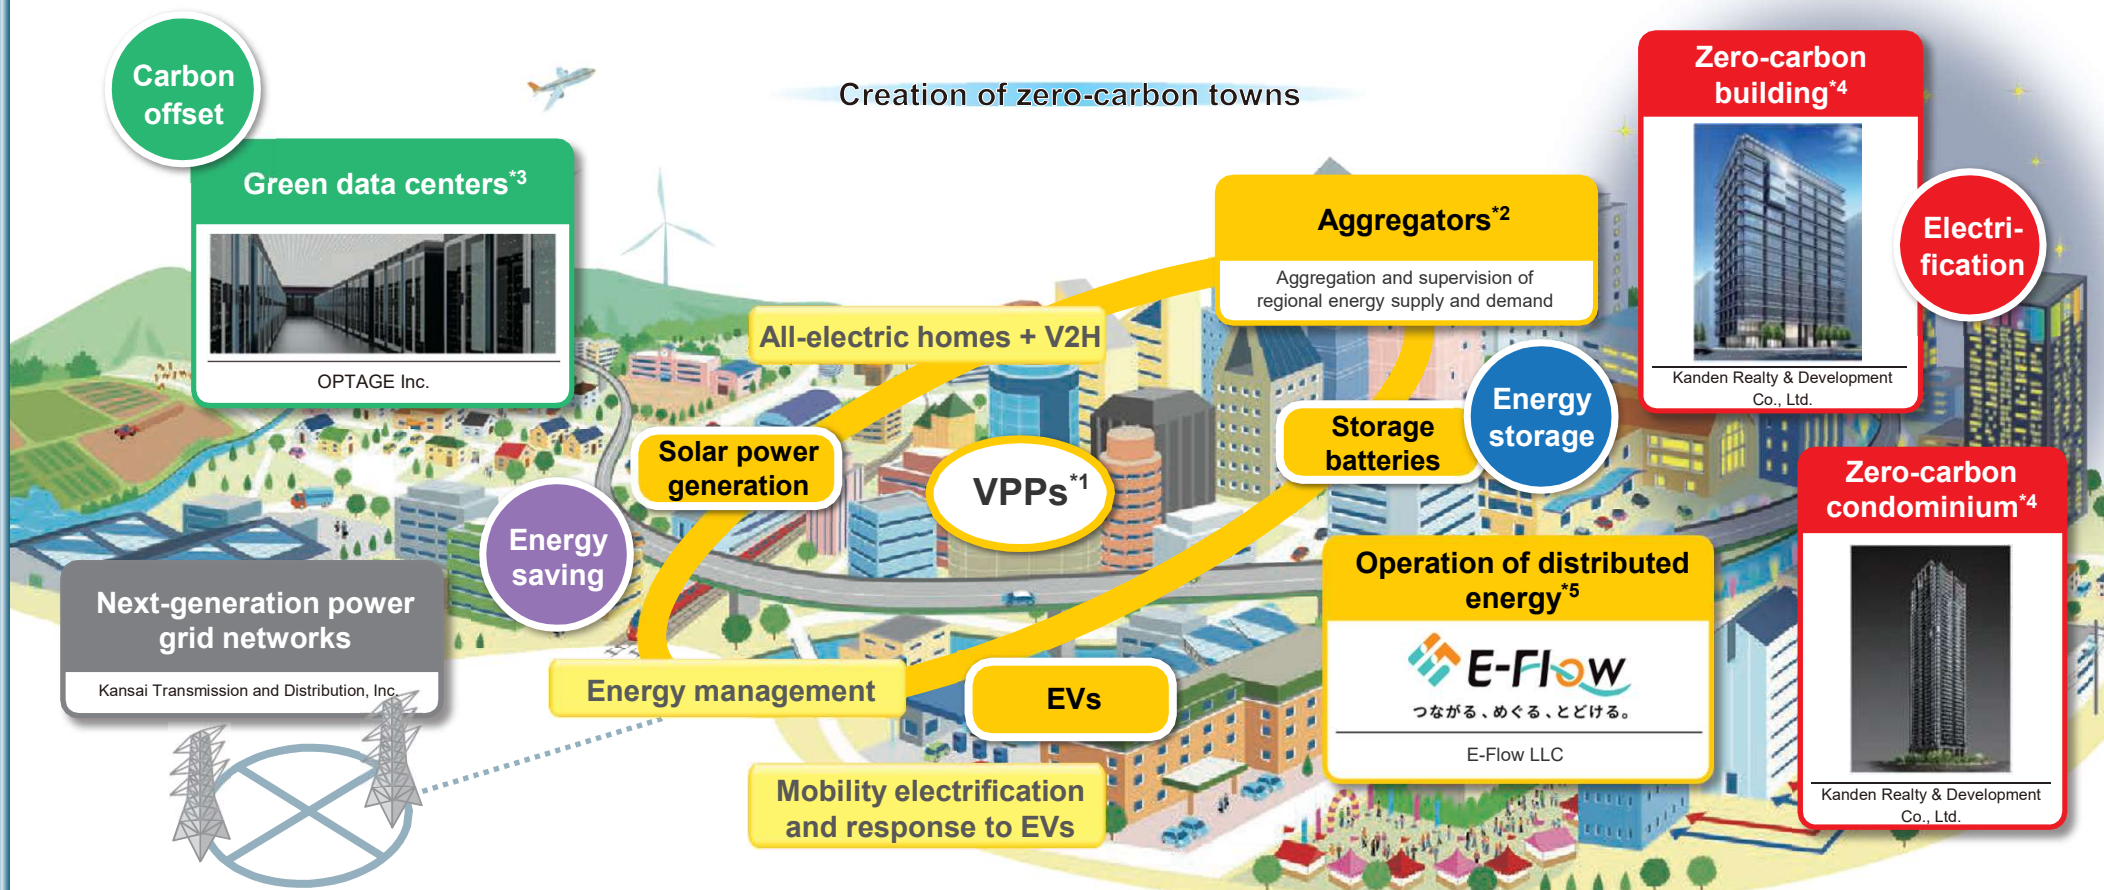 Creation of zero-carbon towns
Carbon
offset
Green data centers*3
OPTAGE Inc.
Aggregators*2
Aggregation and supervision of
regional energy supply and demand
Zero-carbon
building*4
Kanden Realty & Development
Co., Ltd.
Electri-
fication
All-electric homes + V2H
Solar power
generation
VPPs*1
Storage
batteries
Energy
storage
Energy
saving
Next-generation power
grid networks
Kansai Transmission and Distribution, Inc.
Energy management
EVs
Mobility electrification
and response to EVs
Operation of distributed
energy*5
E-Flow
つながる、めぐる、とどける。
E-Flow LLC
Zero-carbon
condominium*4
Kanden Realty & Development
Co., Ltd.